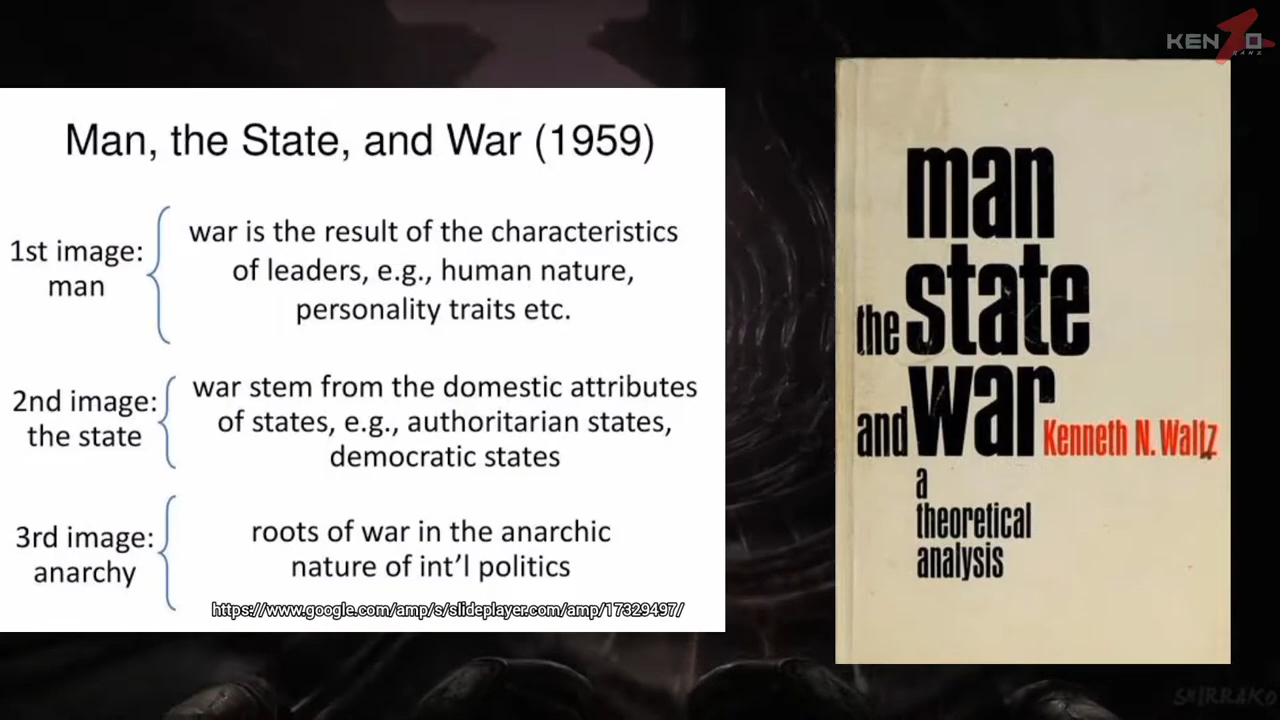 Man, the State, and War (1959)
1st image:
man
war is the result of the characteristics
of leaders, e.g., human nature,
personality traits etc.
2nd image:
the state
war stem from the domestic attributes
of states, e.g., authoritarian states,
democratic states
3rd image:
anarchy
roots of war in the anarchic
nature of int'l politics
https://www.google.com/amp/s/slideplayer.com/amp/17329497/
KENZO
RANZ
man
the state
and war Kenneth N. Waltz
a
theoretical
analysis